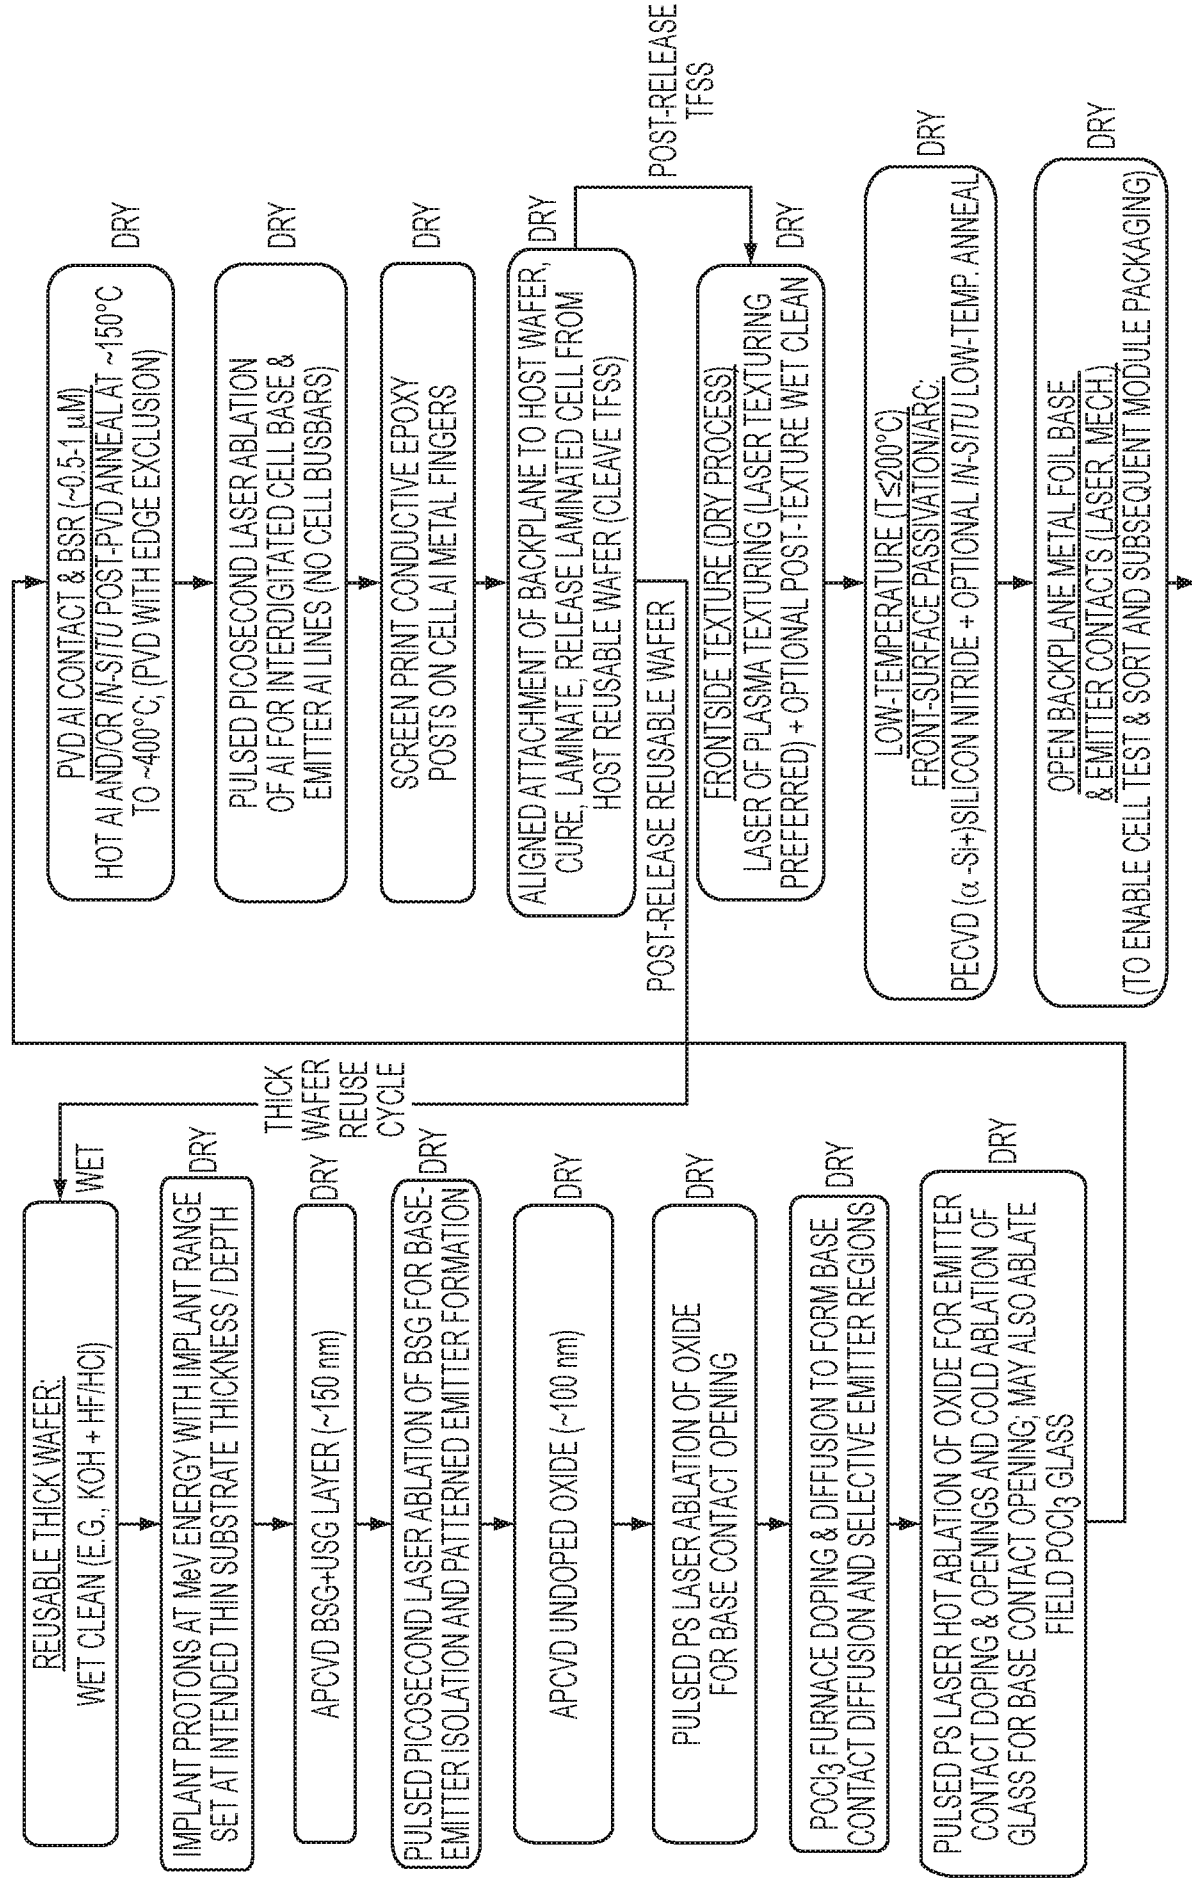 REUSABLE THICK WAFER:
WET CLEAN (E.G., KOH + HF/HCl)
WET
IMPLANT PROTONS AT MeV ENERGY WITH IMPLANT RANGE
SET AT INTENDED THIN SUBSTRATE THICKNESS / DEPTH
DRY
APCVD BSG+USG LAYER (~150 nm)
DRY
PULSED PICOSECOND LASER ABLATION OF BSG FOR BASE-
EMITTER ISOLATION AND PATTERNED EMITTER FORMATION
DRY
APCVD UNDOPED OXIDE (~100 nm)
DRY
PULSED PS LASER ABLATION OF OXIDE
FOR BASE CONTACT OPENING
DRY
POCl3 FURNACE DOPING & DIFFUSION TO FORM BASE
CONTACT DIFFUSION AND SELECTIVE EMITTER REGIONS
DRY
PULSED PS LASER HOT ABLATION OF OXIDE FOR EMITTER
CONTACT DOPING & OPENINGS AND COLD ABLATION OF
GLASS FOR BASE CONTACT OPENING; MAY ALSO ABLATE
FIELD POCl3 GLASS
DRY
THICK
WAFER
REUSE
CYCLE
PVD Al CONTACT & BSR (~0.5-1 µM)
HOT Al AND/OR IN-SITU POST-PVD ANNEAL AT ~150°C
TO ~400°C; (PVD WITH EDGE EXCLUSION)
DRY
PULSED PICOSECOND LASER ABLATION
OF Al FOR INTERDIGITATED CELL BASE &
EMITTER Al LINES (NO CELL BUSBARS)
DRY
SCREEN PRINT CONDUCTIVE EPOXY
POSTS ON CELL Al METAL FINGERS
DRY
ALIGNED ATTACHMENT OF BACKPLANE TO HOST WAFER,
CURE, LAMINATE, RELEASE LAMINATED CELL FROM
HOST REUSABLE WAFER (CLEAVE TFSS)
DRY
POST-RELEASE REUSABLE WAFER
POST-RELEASE
TFSS
FRONTSIDE TEXTURE (DRY PROCESS)
LASER OF PLASMA TEXTURING (LASER TEXTURING
PREFERRED) + OPTIONAL POST-TEXTURE WET CLEAN
DRY
LOW-TEMPERATURE (T≤200°C)
FRONT-SURFACE PASSIVATION/ARC:
PECVD (α -Si+)SILICON NITRIDE + OPTIONAL IN-SITU LOW-TEMP. ANNEAL
DRY
OPEN BACKPLANE METAL FOIL BASE
& EMITTER CONTACTS (LASER, MECH.)
(TO ENABLE CELL TEST & SORT AND SUBSEQUENT MODULE PACKAGING)
DRY